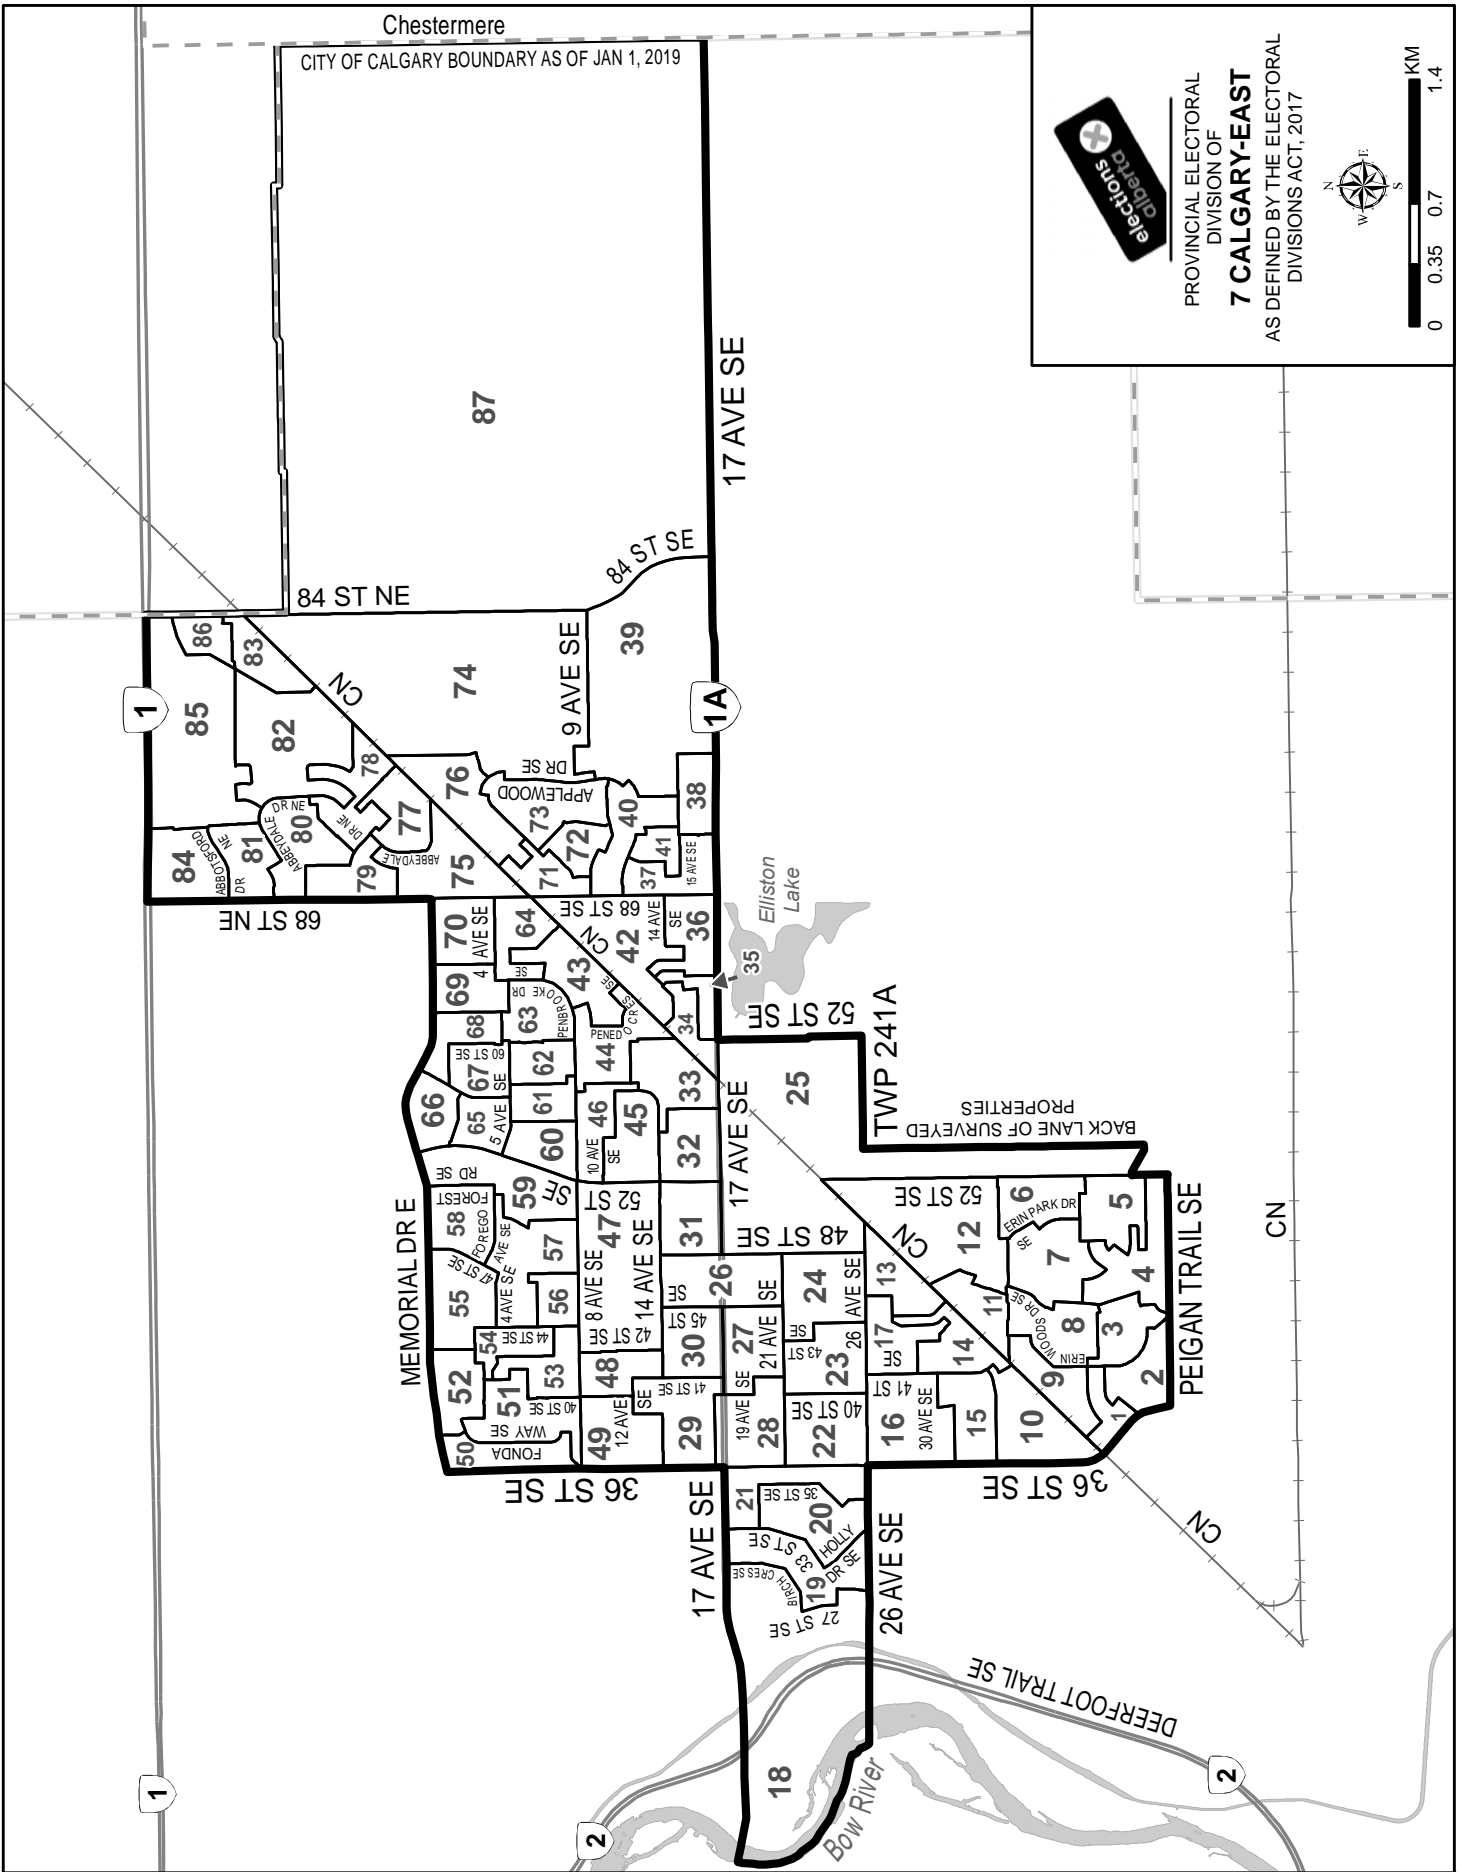 Chestermere
CITY OF CALGARY BOUNDARY AS OF JAN 1, 2019
elections
alberta
PROVINCIAL ELECTORAL
DIVISION OF
7 CALGARY-EAST
AS DEFINED BY THE ELECTORAL
DIVISIONS ACT, 2017
N
W
E
S
0
0.35
0.7
1.4
KM
87
17 AVE SE
84 ST SE
84 ST NE
86
83
CN
74
9 AVE SE
39
1
85
82
78
76
DR SE
APPLEWOOD
1A
38
40
73
72
77
DR NE
80
DR NE
ABBEYDALE
81
ABBEYDALE
84
ABBOTSFORD
NE
DR
79
75
71
37
41
15 AVE SE
68 ST NE
70
AVE SE
4
64
68 ST SE
CN
42
14 AVE
SE
36
35
Elliston
Lake
69
SE
43
PENBROOKE DR
63
PENEDO CRES SE
34
52 ST SE
68
60 ST SE
62
44
33
25
TWP 241A
BACK LANE OF SURVEYED
PROPERTIES
66
67
SE
65
5 AVE
61
60
46
45
10 AVE
SE
32
17 AVE SE
MEMORIAL DR E
RD SE
FOREST
59
SE
52 ST
58
FOREGO
AVE SE
57
47
31
48 ST SE
52 ST SE
6
ERIN PARK DR
SE
5
PEIGAN TRAIL SE
CN
12
CN
7
4
47 ST SE
55
4 AVE SE
56
8 AVE SE
14 AVE SE
SE
26
SE
24
AVE SE
13
11
WOODS DR SE
ERIN
8
3
54
44 ST SE
42 ST SE
45 ST
30
27
21 AVE
SE
43 ST
26
23
17
SE
14
9
2
52
53
48
51
40 ST SE
12 AVE
SE
41 ST SE
SE
19 AVE
40 ST SE
41 ST
30 AVE SE
1
50
WAY SE
FONDA
49
29
28
22
16
15
10
36 ST SE
36 ST SE
17 AVE SE
21
35 ST SE
20
HOLLY
DR SE
33 ST SE
BIRCH CRES SE
19
27 ST SE
26 AVE SE
CN
DEERFOOT TRAIL SE
18
Bow River
1
2
2